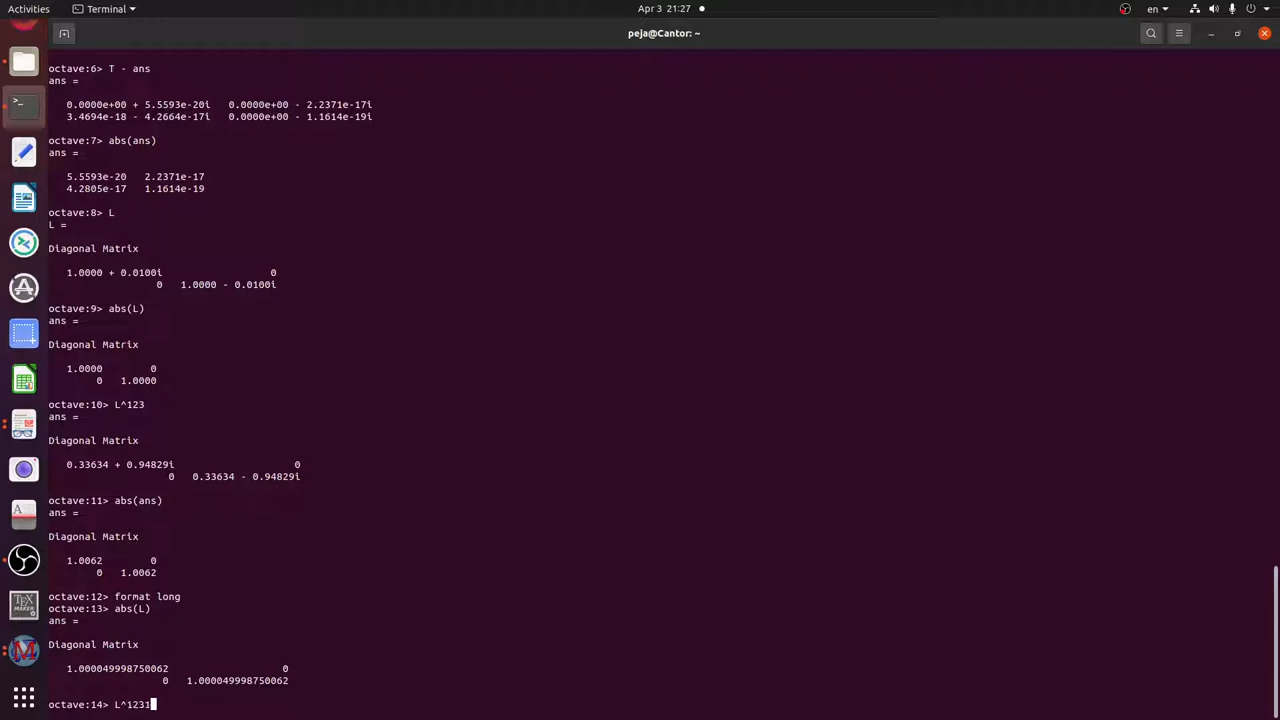 Activities
Terminal
Apr 3 21:27
en
peja@Cantor: ~
octave:6> T - ans
ans =
0.0000e+00 + 5.5593e-20i   0.0000e+00 - 2.2371e-17i
3.4694e-18 - 4.2664e-17i   0.0000e+00 - 1.1614e-19i
octave:7> abs(ans)
ans =
5.5593e-20   2.2371e-17
4.2805e-17   1.1614e-19
octave:8> L
L =
Diagonal Matrix
1.0000 + 0.0100i                  0
0   1.0000 - 0.0100i
octave:9> abs(L)
ans =
Diagonal Matrix
1.0000        0
0   1.0000
octave:10> L^123
ans =
Diagonal Matrix
0.33634 + 0.94829i                    0
0   0.33634 - 0.94829i
octave:11> abs(ans)
ans =
Diagonal Matrix
1.0062        0
0   1.0062
octave:12> format long
octave:13> abs(L)
ans =
Diagonal Matrix
1.000049998750062                   0
0   1.000049998750062
octave:14> L^1231